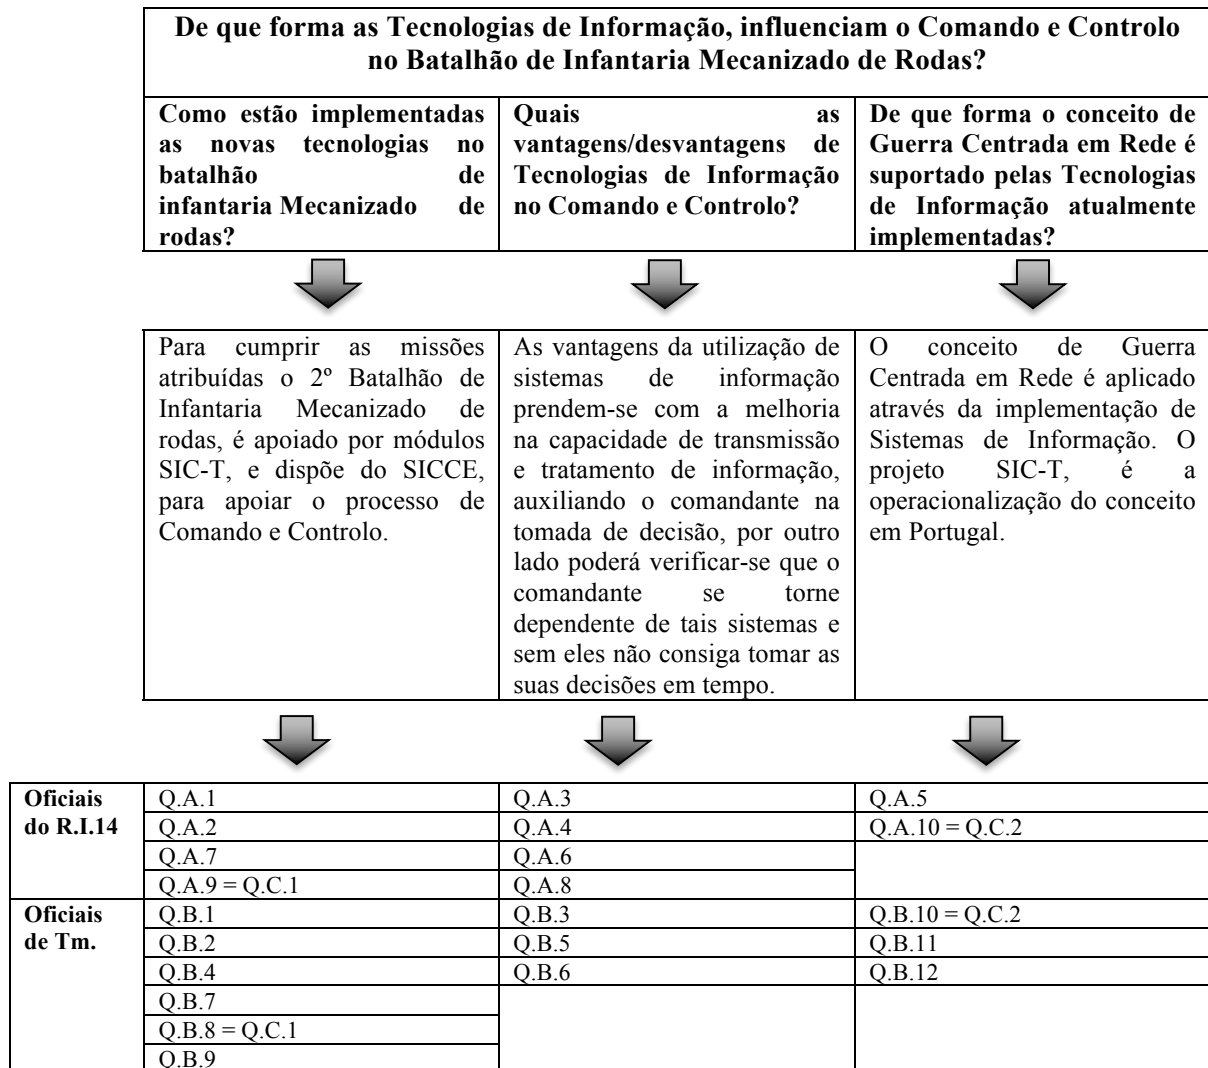 De que forma as Tecnologias de Informação, influenciam o Comando e Controlo
no Batalhão de Infantaria Mecanizado de Rodas?
Como estão implementadas
as novas tecnologias no
batalhão de
infantaria Mecanizado de
rodas?
Quais as
vantagens/desvantagens de
Tecnologias de Informação
no Comando e Controlo?
De que forma o conceito de
Guerra Centrada em Rede é
suportado pelas Tecnologias
de Informação atualmente
implementadas?
Para cumprir as missões
atribuídas o 2º Batalhão de
Infantaria Mecanizado de
rodas, é apoiado por módulos
SIC-T, e dispõe do SICCE,
para apoiar o processo de
Comando e Controlo.
As vantagens da utilização de
sistemas de informação
prendem-se com a melhoria
na capacidade de transmissão
e tratamento de informação,
auxiliando o comandante na
tomada de decisão, por outro
lado poderá verificar-se que o
comandante se torne
dependente de tais sistemas e
sem eles não consiga tomar as
suas decisões em tempo.
O conceito de Guerra
Centrada em Rede é aplicado
através da implementação de
Sistemas de Informação. O
projeto SIC-T, é a
operacionalização do conceito
em Portugal.
Oficiais
do R.I.14
Q.A.1
Q.A.3
Q.A.5
Q.A.2
Q.A.4
Q.A.10 = Q.C.2
Q.A.7
Q.A.6
Q.A.9 = Q.C.1
Q.A.8
Oficiais
de Tm.
Q.B.1
Q.B.3
Q.B.10 = Q.C.2
Q.B.2
Q.B.5
Q.B.11
Q.B.4
Q.B.6
Q.B.12
Q.B.7
Q.B.8 = Q.C.1
Q.B.9